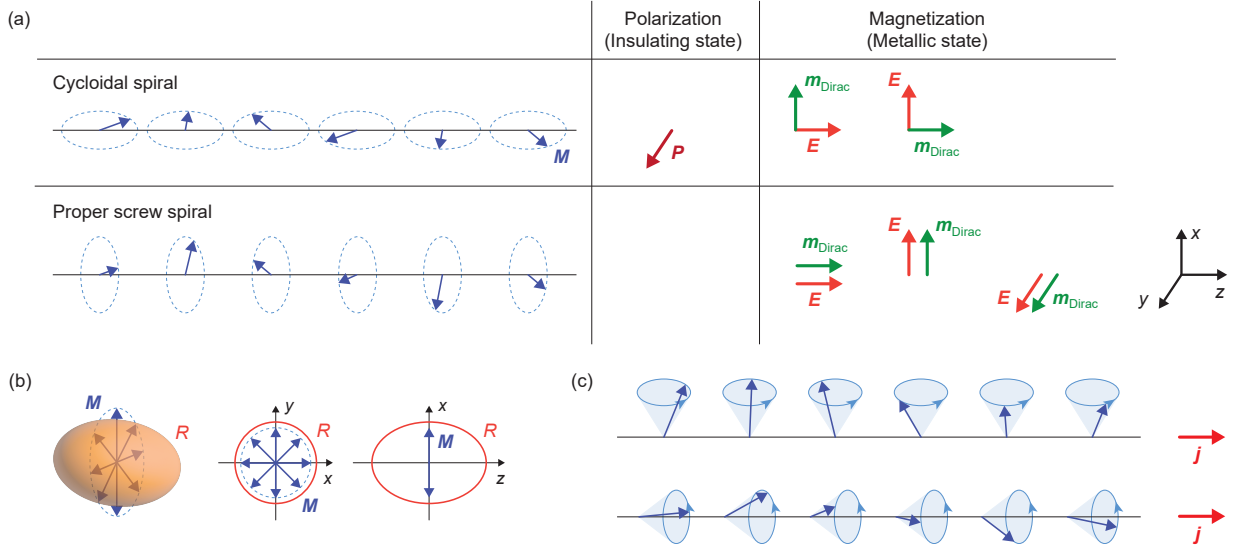 (a)
Polarization
(Insulating state)
Magnetization
(Metallic state)
Cycloidal spiral
M
P
m_Dirac
E
E
m_Dirac
Proper screw spiral
m_Dirac
E
E
m_Dirac
E
m_Dirac
x
y
z
(b)
M
R
y
R
x
M
x
R
M
z
(c)
j
j